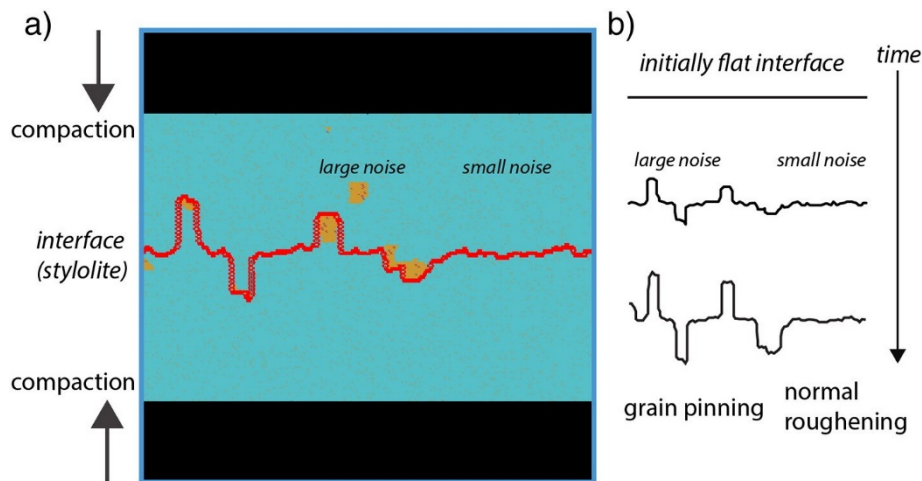 a)
compaction
large noise
small noise
interface
(stylolite)
compaction
b)
time
initially flat interface
large noise
small noise
grain pinning
normal
roughening